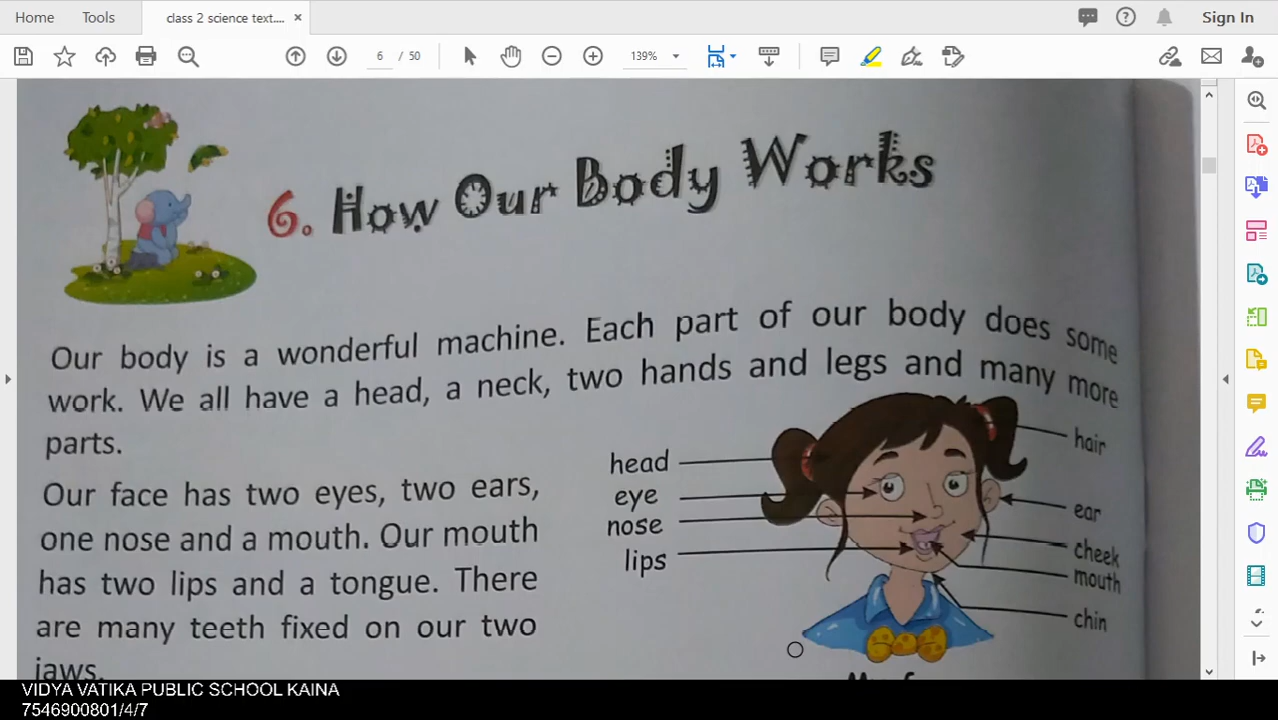 Home
Tools
class 2 science text....
Sign In
6 / 50
139%
6. How Our Body Works
Our body is a wonderful machine. Each part of our body does some
work. We all have a head, a neck, two hands and legs and many more
parts.
Our face has two eyes, two ears,
one nose and a mouth. Our mouth
has two lips and a tongue. There
are many teeth fixed on our two
jaws.
head
eye
nose
lips
hair
ear
cheek
mouth
chin
VIDYA VATIKA PUBLIC SCHOOL KAINA
7546900801/4/7